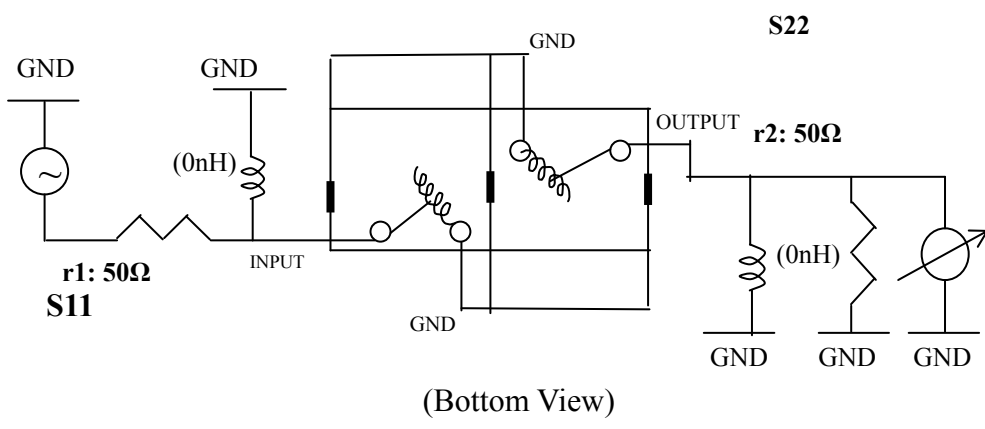 S22
GND
GND
GND
OUTPUT
r2: 50Ω
(0nH)
(0nH)
INPUT
r1: 50Ω
S11
GND
GND
GND
GND
(Bottom View)